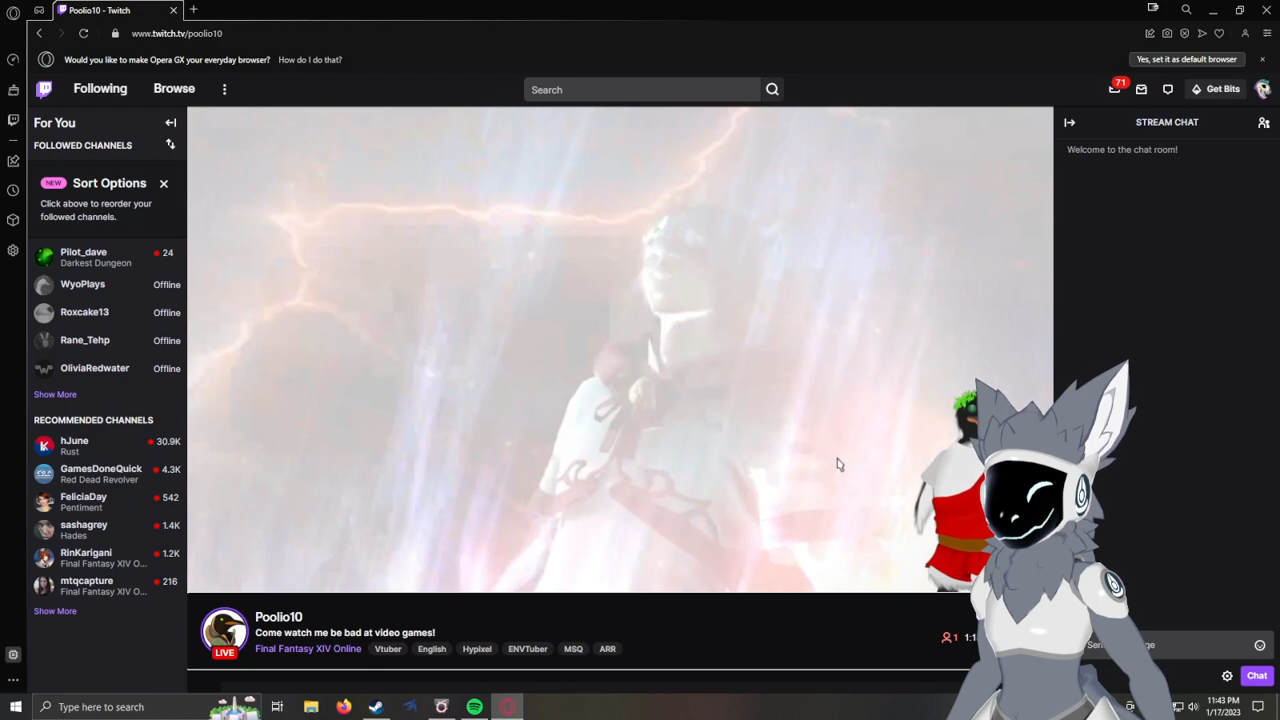 Poolio10 - Twitch
www.twitch.tv/poolio10
Would you like to make Opera GX your everyday browser? How do I do that?
Yes, set it as default browser
Following
Browse
Search
71
Get Bits
For You
FOLLOWED CHANNELS
NEW Sort Options
Click above to reorder your
followed channels.
Pilot_dave 24
Darkest Dungeon
WyoPlays Offline
Roxcake13 Offline
Rane_Tehp Offline
OliviaRedwater Offline
Show More
RECOMMENDED CHANNELS
hJune 30.9K
Rust
GamesDoneQuick 4.3K
Red Dead Revolver
FeliciaDay 542
Pentiment
sashagrey 1.4K
Hades
RinKarigani 1.2K
Final Fantasy XIV O...
mtqcapture 216
Final Fantasy XIV O...
Show More
STREAM CHAT
Welcome to the chat room!
Poolio10
Come watch me be bad at video games!
LIVE
Final Fantasy XIV Online Vtuber English Hypixel ENVTuber MSQ ARR
1
Chat
Type here to search
11:43 PM
1/17/2023